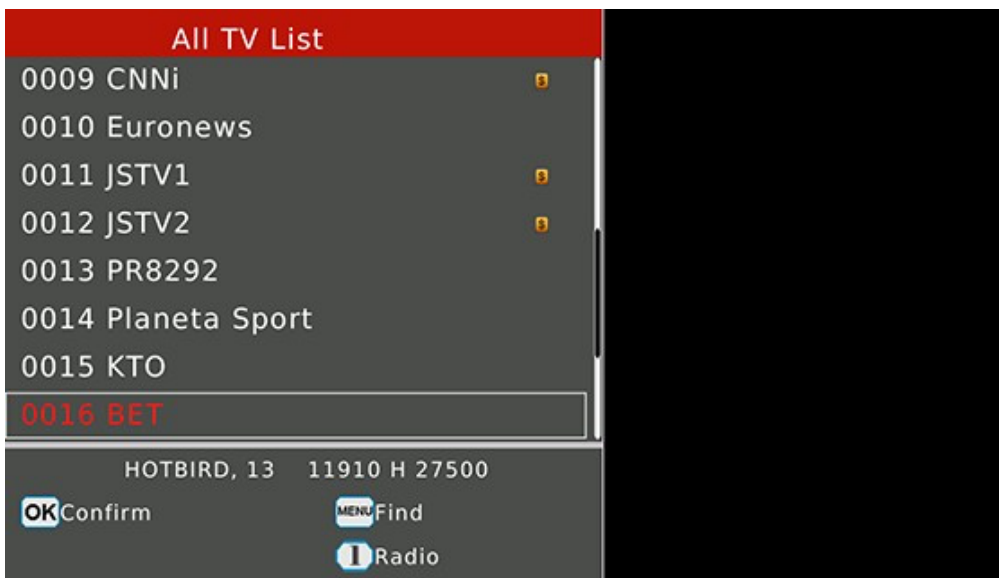 All TV List
0009 CNNi $
0010 Euronews
0011 JSTV1 $
0012 JSTV2 $
0013 PR8292
0014 Planeta Sport
0015 KTO
0016 BET
HOTBIRD, 13 11910 H 27500
OK Confirm MENU Find
1 Radio